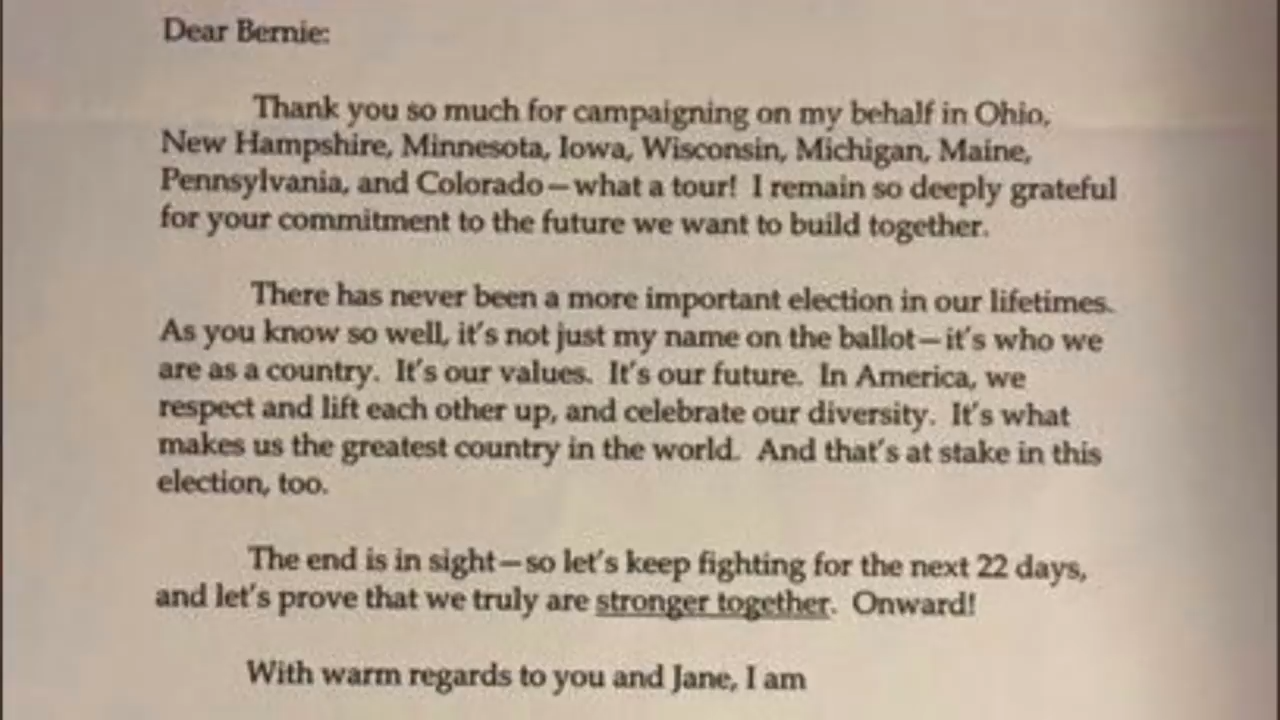 Dear Bernie:
Thank you so much for campaigning on my behalf in Ohio,
New Hampshire, Minnesota, Iowa, Wisconsin, Michigan, Maine,
Pennsylvania, and Colorado—what a tour! I remain so deeply grateful
for your commitment to the future we want to build together.
There has never been a more important election in our lifetimes.
As you know so well, it's not just my name on the ballot—it's who we
are as a country. It's our values. It's our future. In America, we
respect and lift each other up, and celebrate our diversity. It's what
makes us the greatest country in the world. And that's at stake in this
election, too.
The end is in sight—so let's keep fighting for the next 22 days,
and let's prove that we truly are stronger together. Onward!
With warm regards to you and Jane, I am